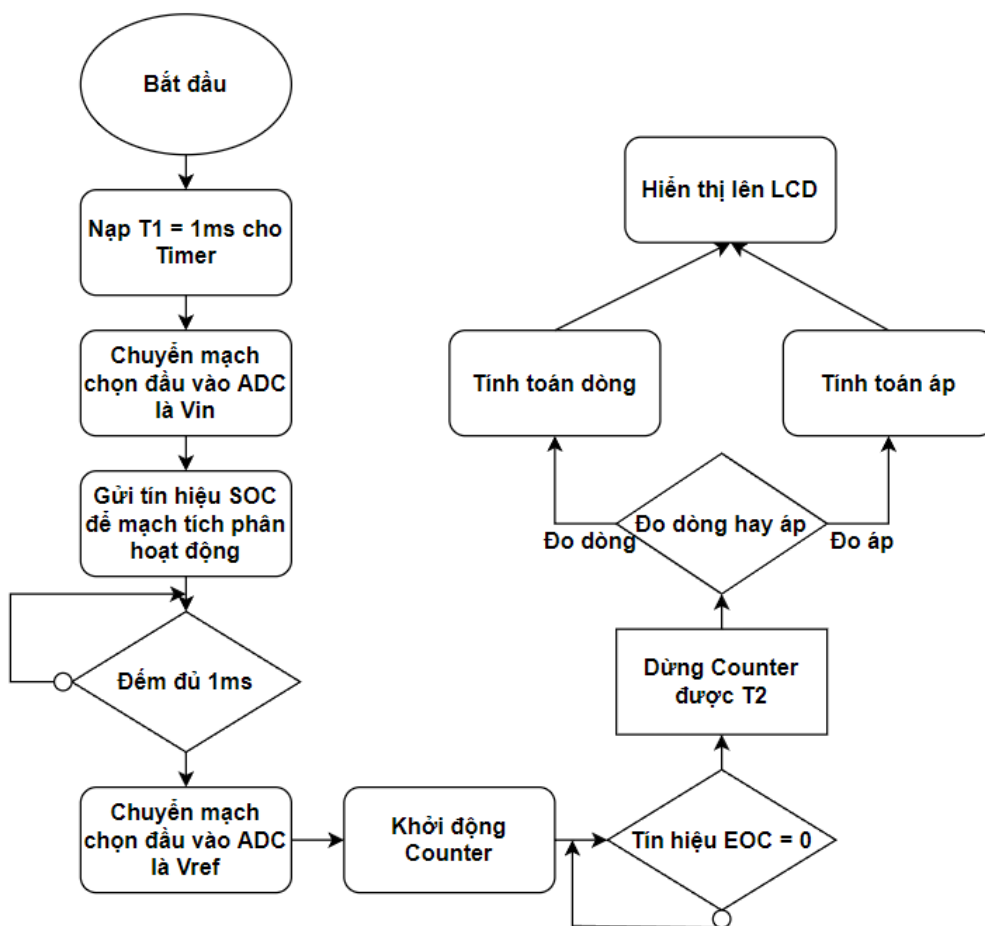 Bắt đầu
Nạp T1 = 1ms cho
Timer
Chuyển mạch
chọn đầu vào ADC
là Vin
Gửi tín hiệu SOC
để mạch tích phân
hoạt động
Đếm đủ 1ms
Chuyển mạch
chọn đầu vào ADC
là Vref
Khởi động
Counter
Tín hiệu EOC = 0
Dừng Counter
được T2
Đo dòng hay áp
Đo dòng
Đo áp
Tính toán dòng
Tính toán áp
Hiển thị lên LCD